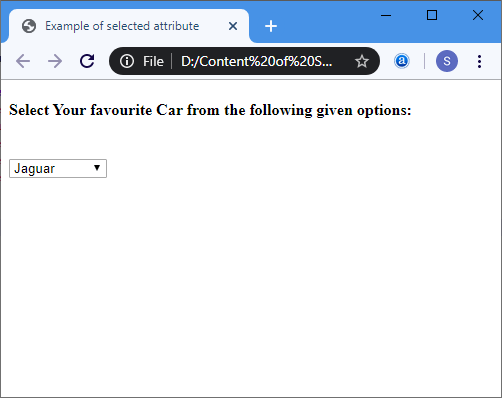 Example of selected attribute
File D:/Content%20of%20S...
a
S
Select Your favourite Car from the following given options:
Jaguar